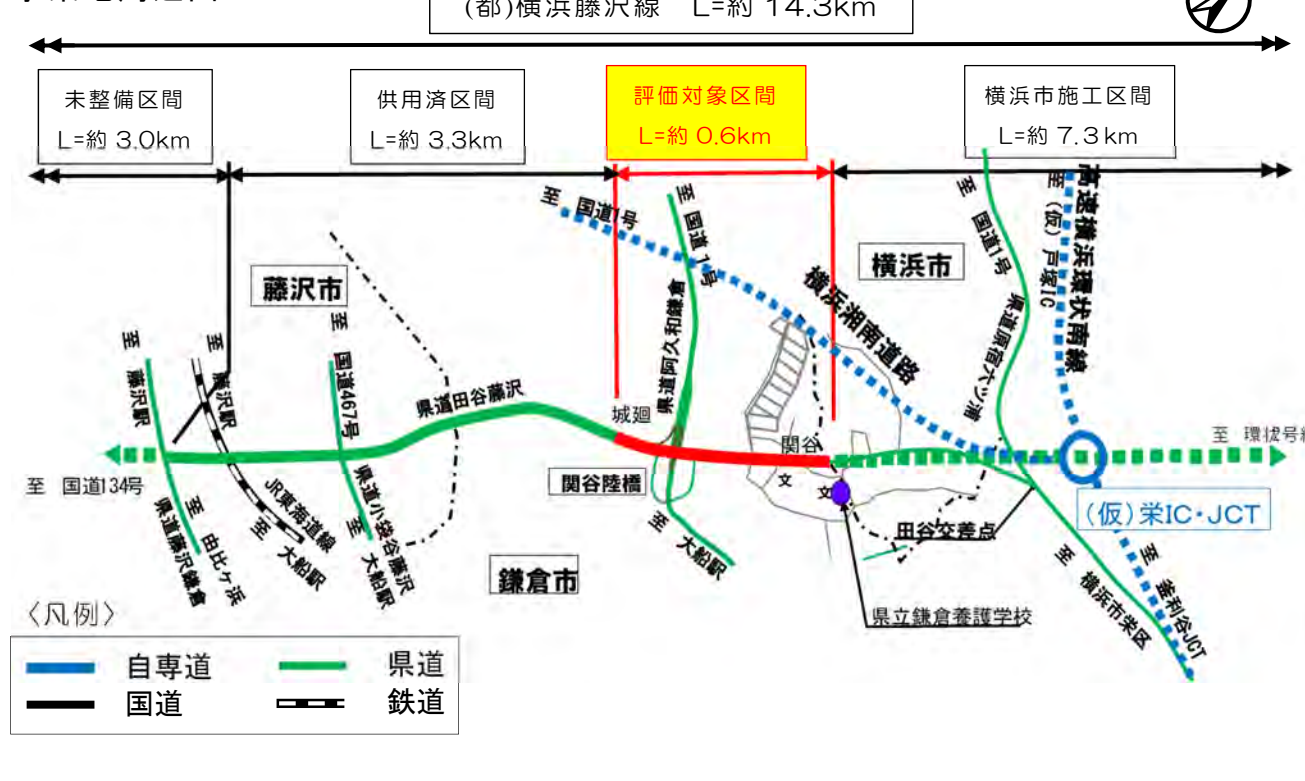 (都)横浜藤沢線 L=約 14.3km
未整備区間
L=約 3.0km
供用済区間
L=約 3.3km
評価対象区間
L=約 0.6km
横浜市施工区間
L=約 7.3km
至 国道1号
至 国道1号
至 国道1号
至(仮)戸塚IC
高速横浜環状南線
藤沢市
横浜市
横浜湘南道路
県道阿久和鎌倉
県道原宿六ツ浦
至 藤沢駅
至 藤沢駅
至 国道467号
県道田谷藤沢
城廻
関谷
至 環状号線
至 国道134号
関谷陸橋
文
文
(仮)栄IC・JCT
JR東海道線
至 大船駅
県道小袋谷藤沢
至 大船駅
至 大船駅
田谷交差点
県道藤沢鎌倉
至 由比ヶ浜
鎌倉市
県立鎌倉養護学校
至 横浜市栄区
至 釜利谷JCT
〈凡例〉
自専道
県道
国道
鉄道